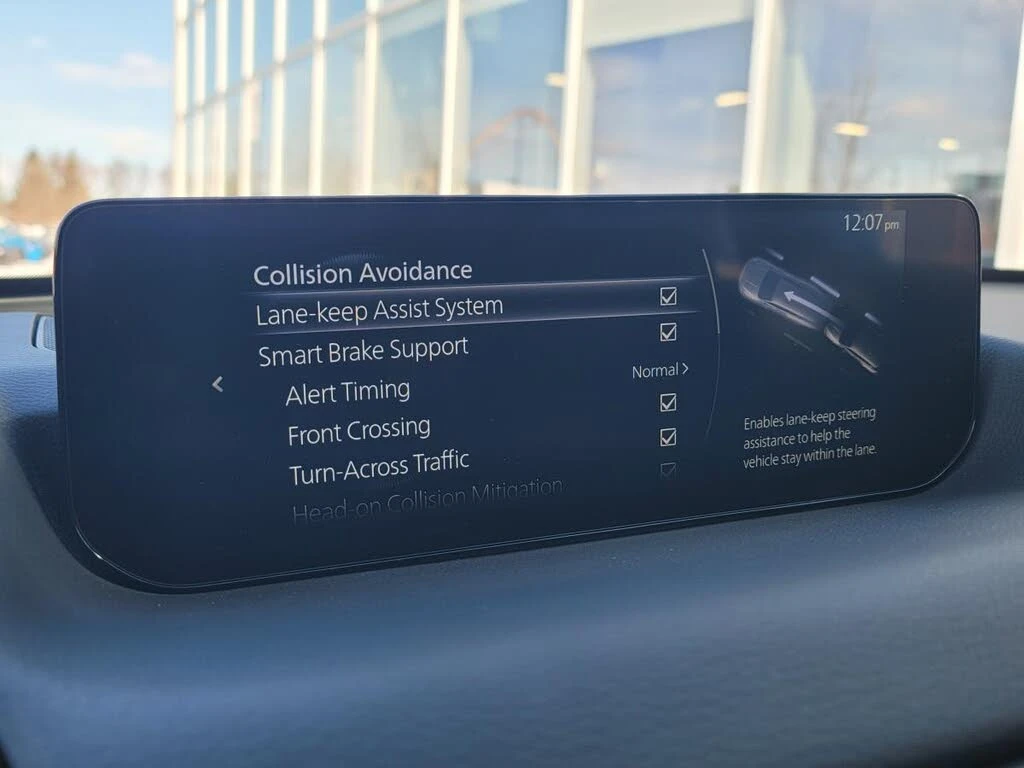 12:07 pm
Collision Avoidance
Lane-keep Assist System
Smart Brake Support
Alert Timing
Normal >
Front Crossing
Turn-Across Traffic
Head-on Collision Mitigation
Enables lane-keep steering
assistance to help the
vehicle stay within the lane.